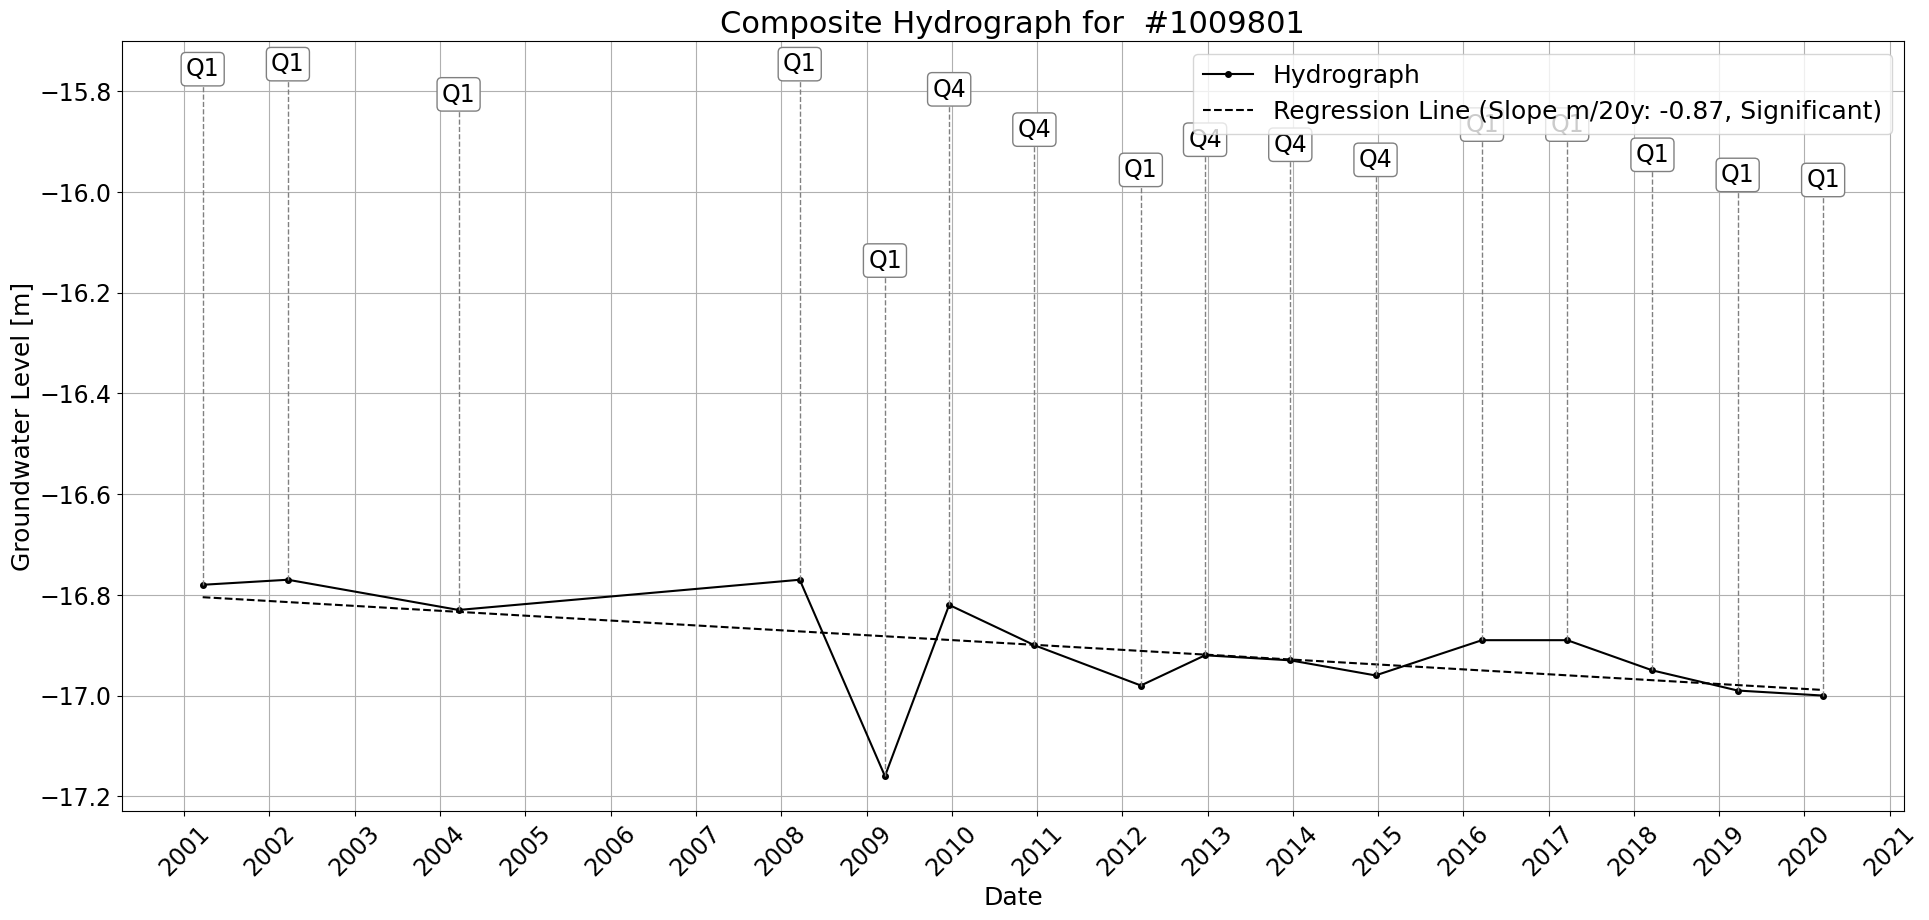 Composite Hydrograph for  #1009801
Hydrograph
Regression Line (Slope m/20y: -0.87, Significant)
Q1
Q1
Q1
Q1
Q1
Q4
Q4
Q1
Q4
Q4
Q4
Q1
Q1
Q1
Q1
Q1
Groundwater Level [m]
−15.8
−16.0
−16.2
−16.4
−16.6
−16.8
−17.0
−17.2
2001
2002
2003
2004
2005
2006
2007
2008
2009
2010
2011
2012
2013
2014
2015
2016
2017
2018
2019
2020
2021
Date